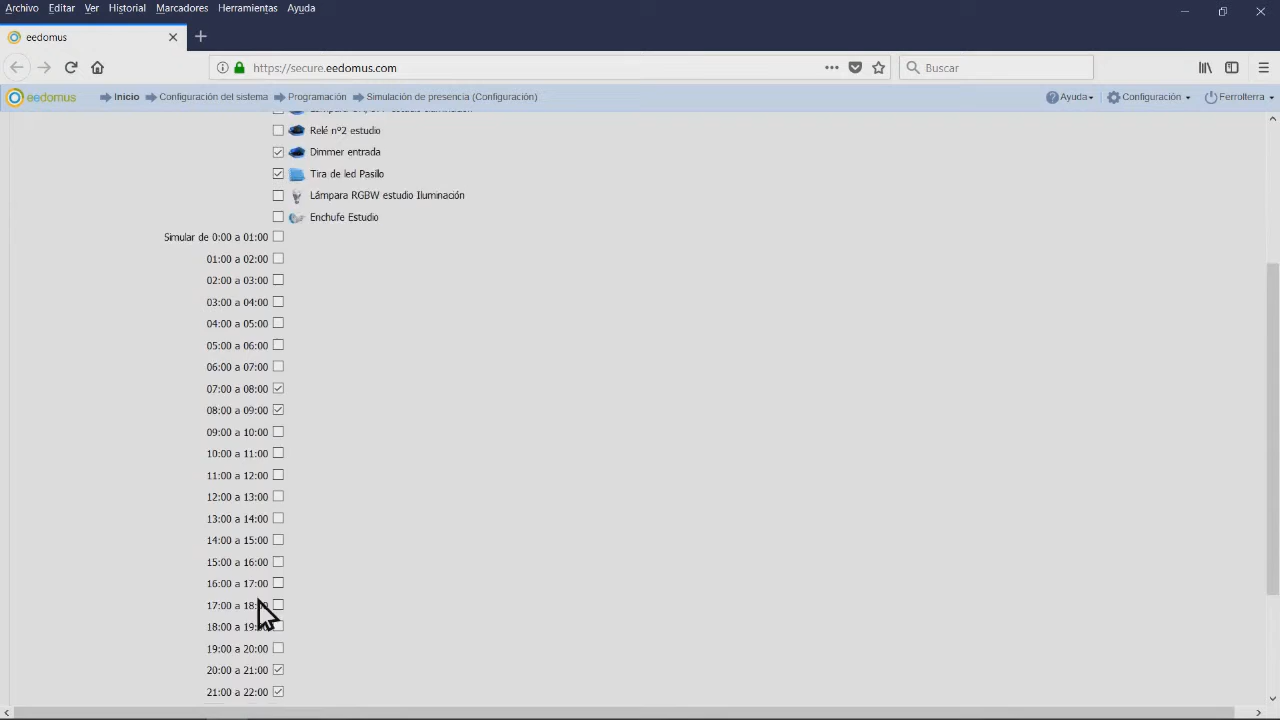 Archivo Editar Ver Historial Marcadores Herramientas Ayuda
eedomus
https://secure.eedomus.com
Buscar
eedomus Inicio Configuración del sistema Programación Simulación de presencia (Configuración) Ayuda Configuración Ferrolterra
Relé nº2 estudio
Dimmer entrada
Tira de led Pasilo
Lámpara RGBW estudio Iluminación
Enchufe Estudio
Simular de 0:00 a 01:00
01:00 a 02:00
02:00 a 03:00
03:00 a 04:00
04:00 a 05:00
05:00 a 06:00
06:00 a 07:00
07:00 a 08:00
08:00 a 09:00
09:00 a 10:00
10:00 a 11:00
11:00 a 12:00
12:00 a 13:00
13:00 a 14:00
14:00 a 15:00
15:00 a 16:00
16:00 a 17:00
17:00 a
18:00 a
19:00 a 20:00
20:00 a 21:00
21:00 a 22:00